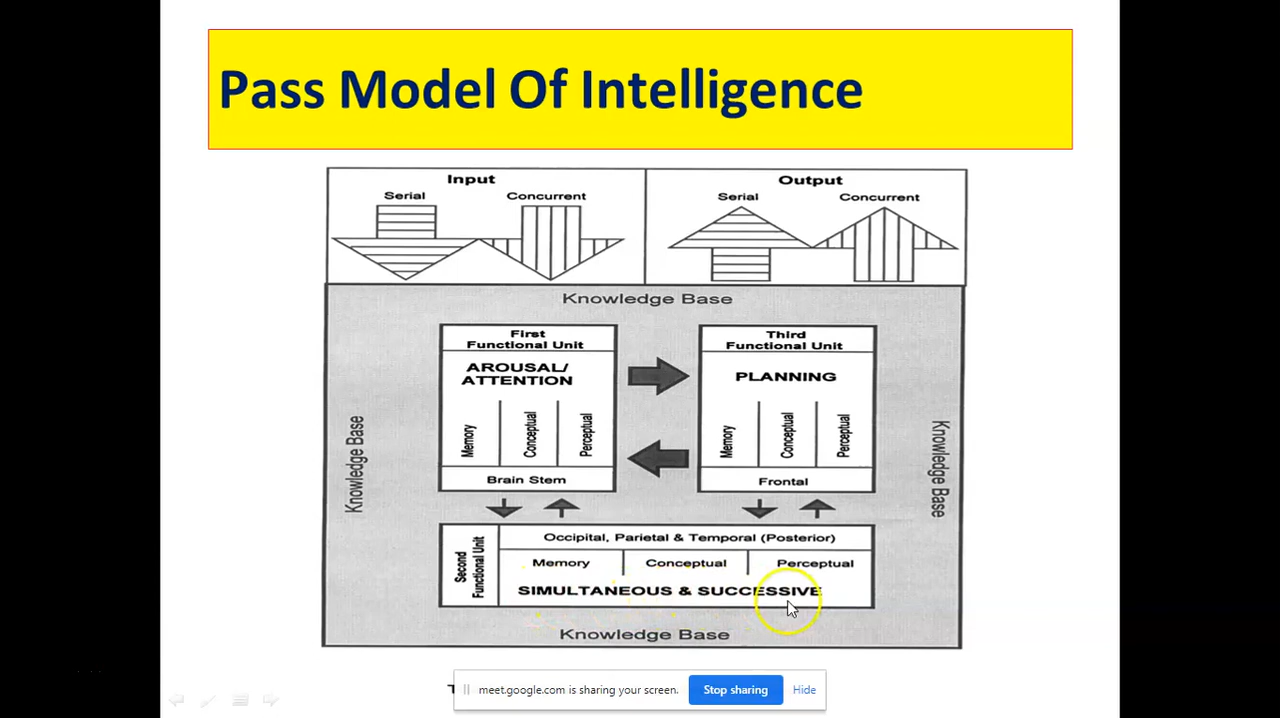 Pass Model Of Intelligence
Input
Output
Serial
Concurrent
Serial
Concurrent
Knowledge Base
Knowledge Base
Knowledge Base
First
Functional Unit
AROUSAL/
ATTENTION
Memory
Conceptual
Perceptual
Brain Stem
Third
Functional Unit
PLANNING
Memory
Conceptual
Perceptual
Frontal
Second
Functional Unit
Occipital, Parietal & Temporal (Posterior)
Memory
Conceptual
Perceptual
SIMULTANEOUS & SUCCESSIVE
Knowledge Base
meet.google.com is sharing your screen.
Stop sharing
Hide